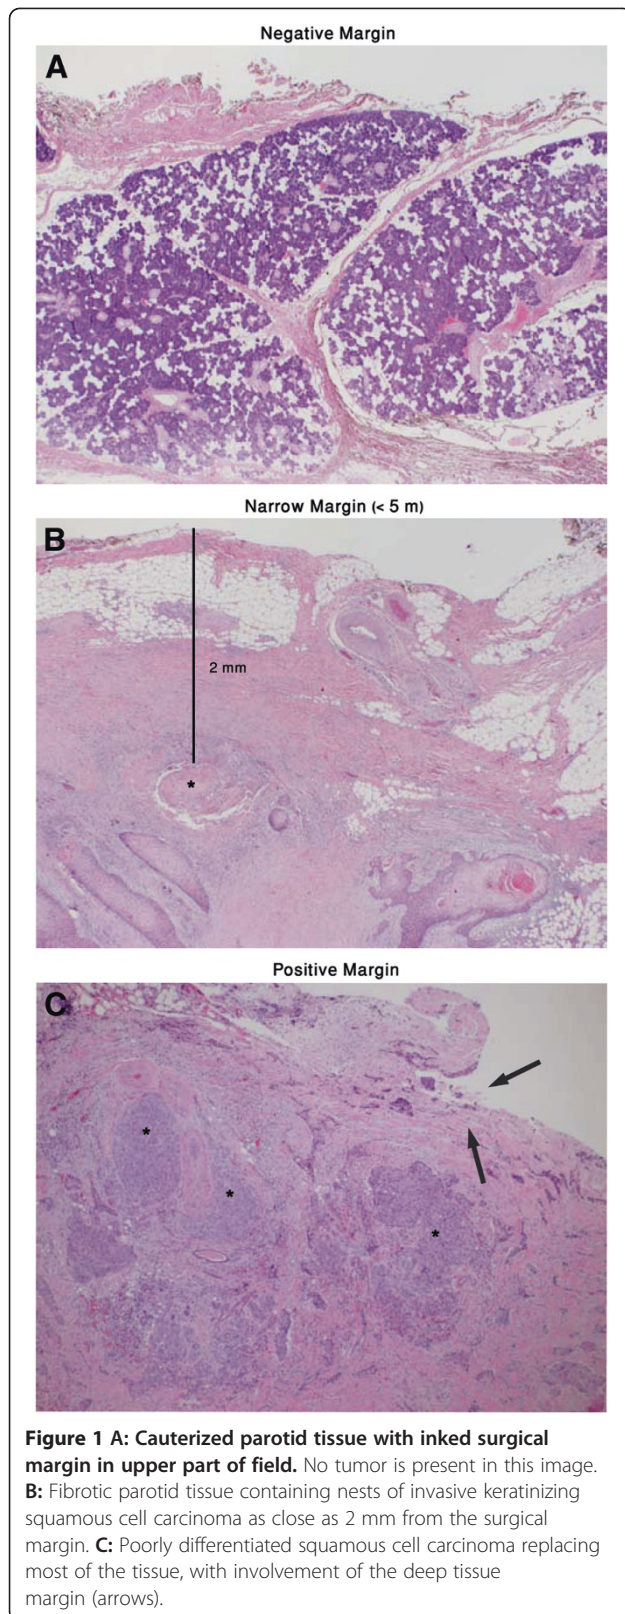 Negative Margin
A
Narrow Margin (< 5 m)
B
2 mm
*
Positive Margin
C
*
*
*
Figure 1 A: Cauterized parotid tissue with inked surgical
margin in upper part of field. No tumor is present in this image.
B: Fibrotic parotid tissue containing nests of invasive keratinizing
squamous cell carcinoma as close as 2 mm from the surgical
margin. C: Poorly differentiated squamous cell carcinoma replacing
most of the tissue, with involvement of the deep tissue
margin (arrows).